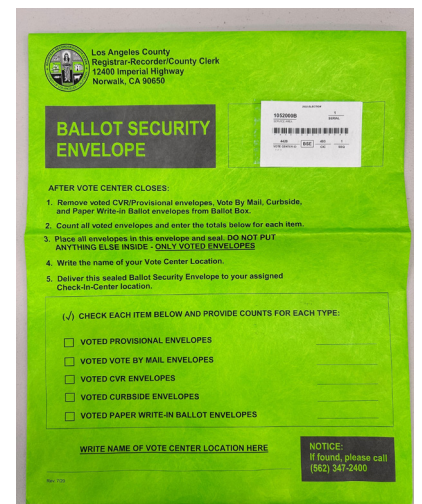 Los Angeles County
Registrar-Recorder/County Clerk
12400 Imperial Highway
Norwalk, CA 90650
BALLOT SECURITY
ENVELOPE
1052009B
BSE
AFTER VOTE CENTER CLOSES:
1. Remove voted CVR/Provisional envelopes, Vote By Mail, Curbside,
and Paper Write-in Ballot envelopes from Ballot Box.
2. Count all voted envelopes and enter the totals below for each item.
3. Place all envelopes in this envelope and seal. DO NOT PUT
ANYTHING ELSE INSIDE - ONLY VOTED ENVELOPES
4. Write the name of your Vote Center Location.
5. Deliver this sealed Ballot Security Envelope to your assigned
Check-In-Center location.
(√) CHECK EACH ITEM BELOW AND PROVIDE COUNTS FOR EACH TYPE:
VOTED PROVISIONAL ENVELOPES
VOTED VOTE BY MAIL ENVELOPES
VOTED CVR ENVELOPES
VOTED CURBSIDE ENVELOPES
VOTED PAPER WRITE-IN BALLOT ENVELOPES
WRITE NAME OF VOTE CENTER LOCATION HERE
NOTICE:
If found, please call
(562) 347-2400